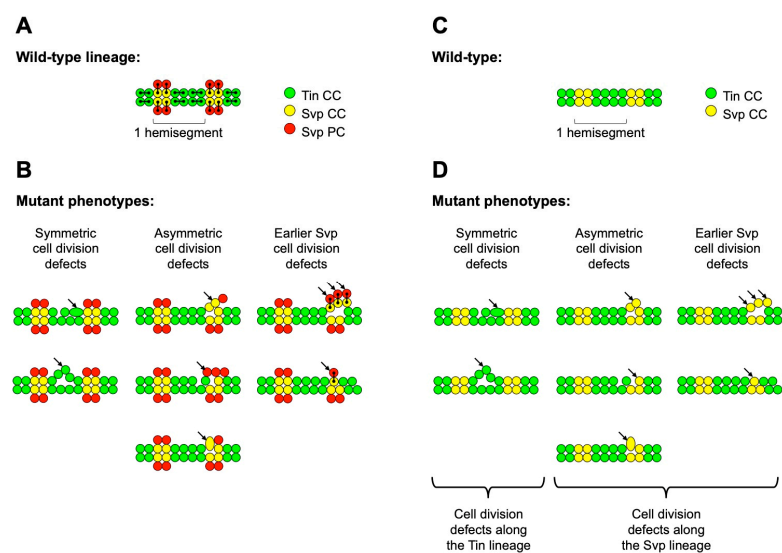 A
Wild-type lineage:
Tin CC
Svp CC
Svp PC
1 hemisegment
B
Mutant phenotypes:
Symmetric
cell division
defects
Asymmetric
cell division
defects
Earlier Svp
cell division
defects
C
Wild-type:
Tin CC
Svp CC
1 hemisegment
D
Mutant phenotypes:
Symmetric
cell division
defects
Asymmetric
cell division
defects
Earlier Svp
cell division
defects
Cell division
defects along
the Tin lineage
Cell division
defects along
the Svp lineage